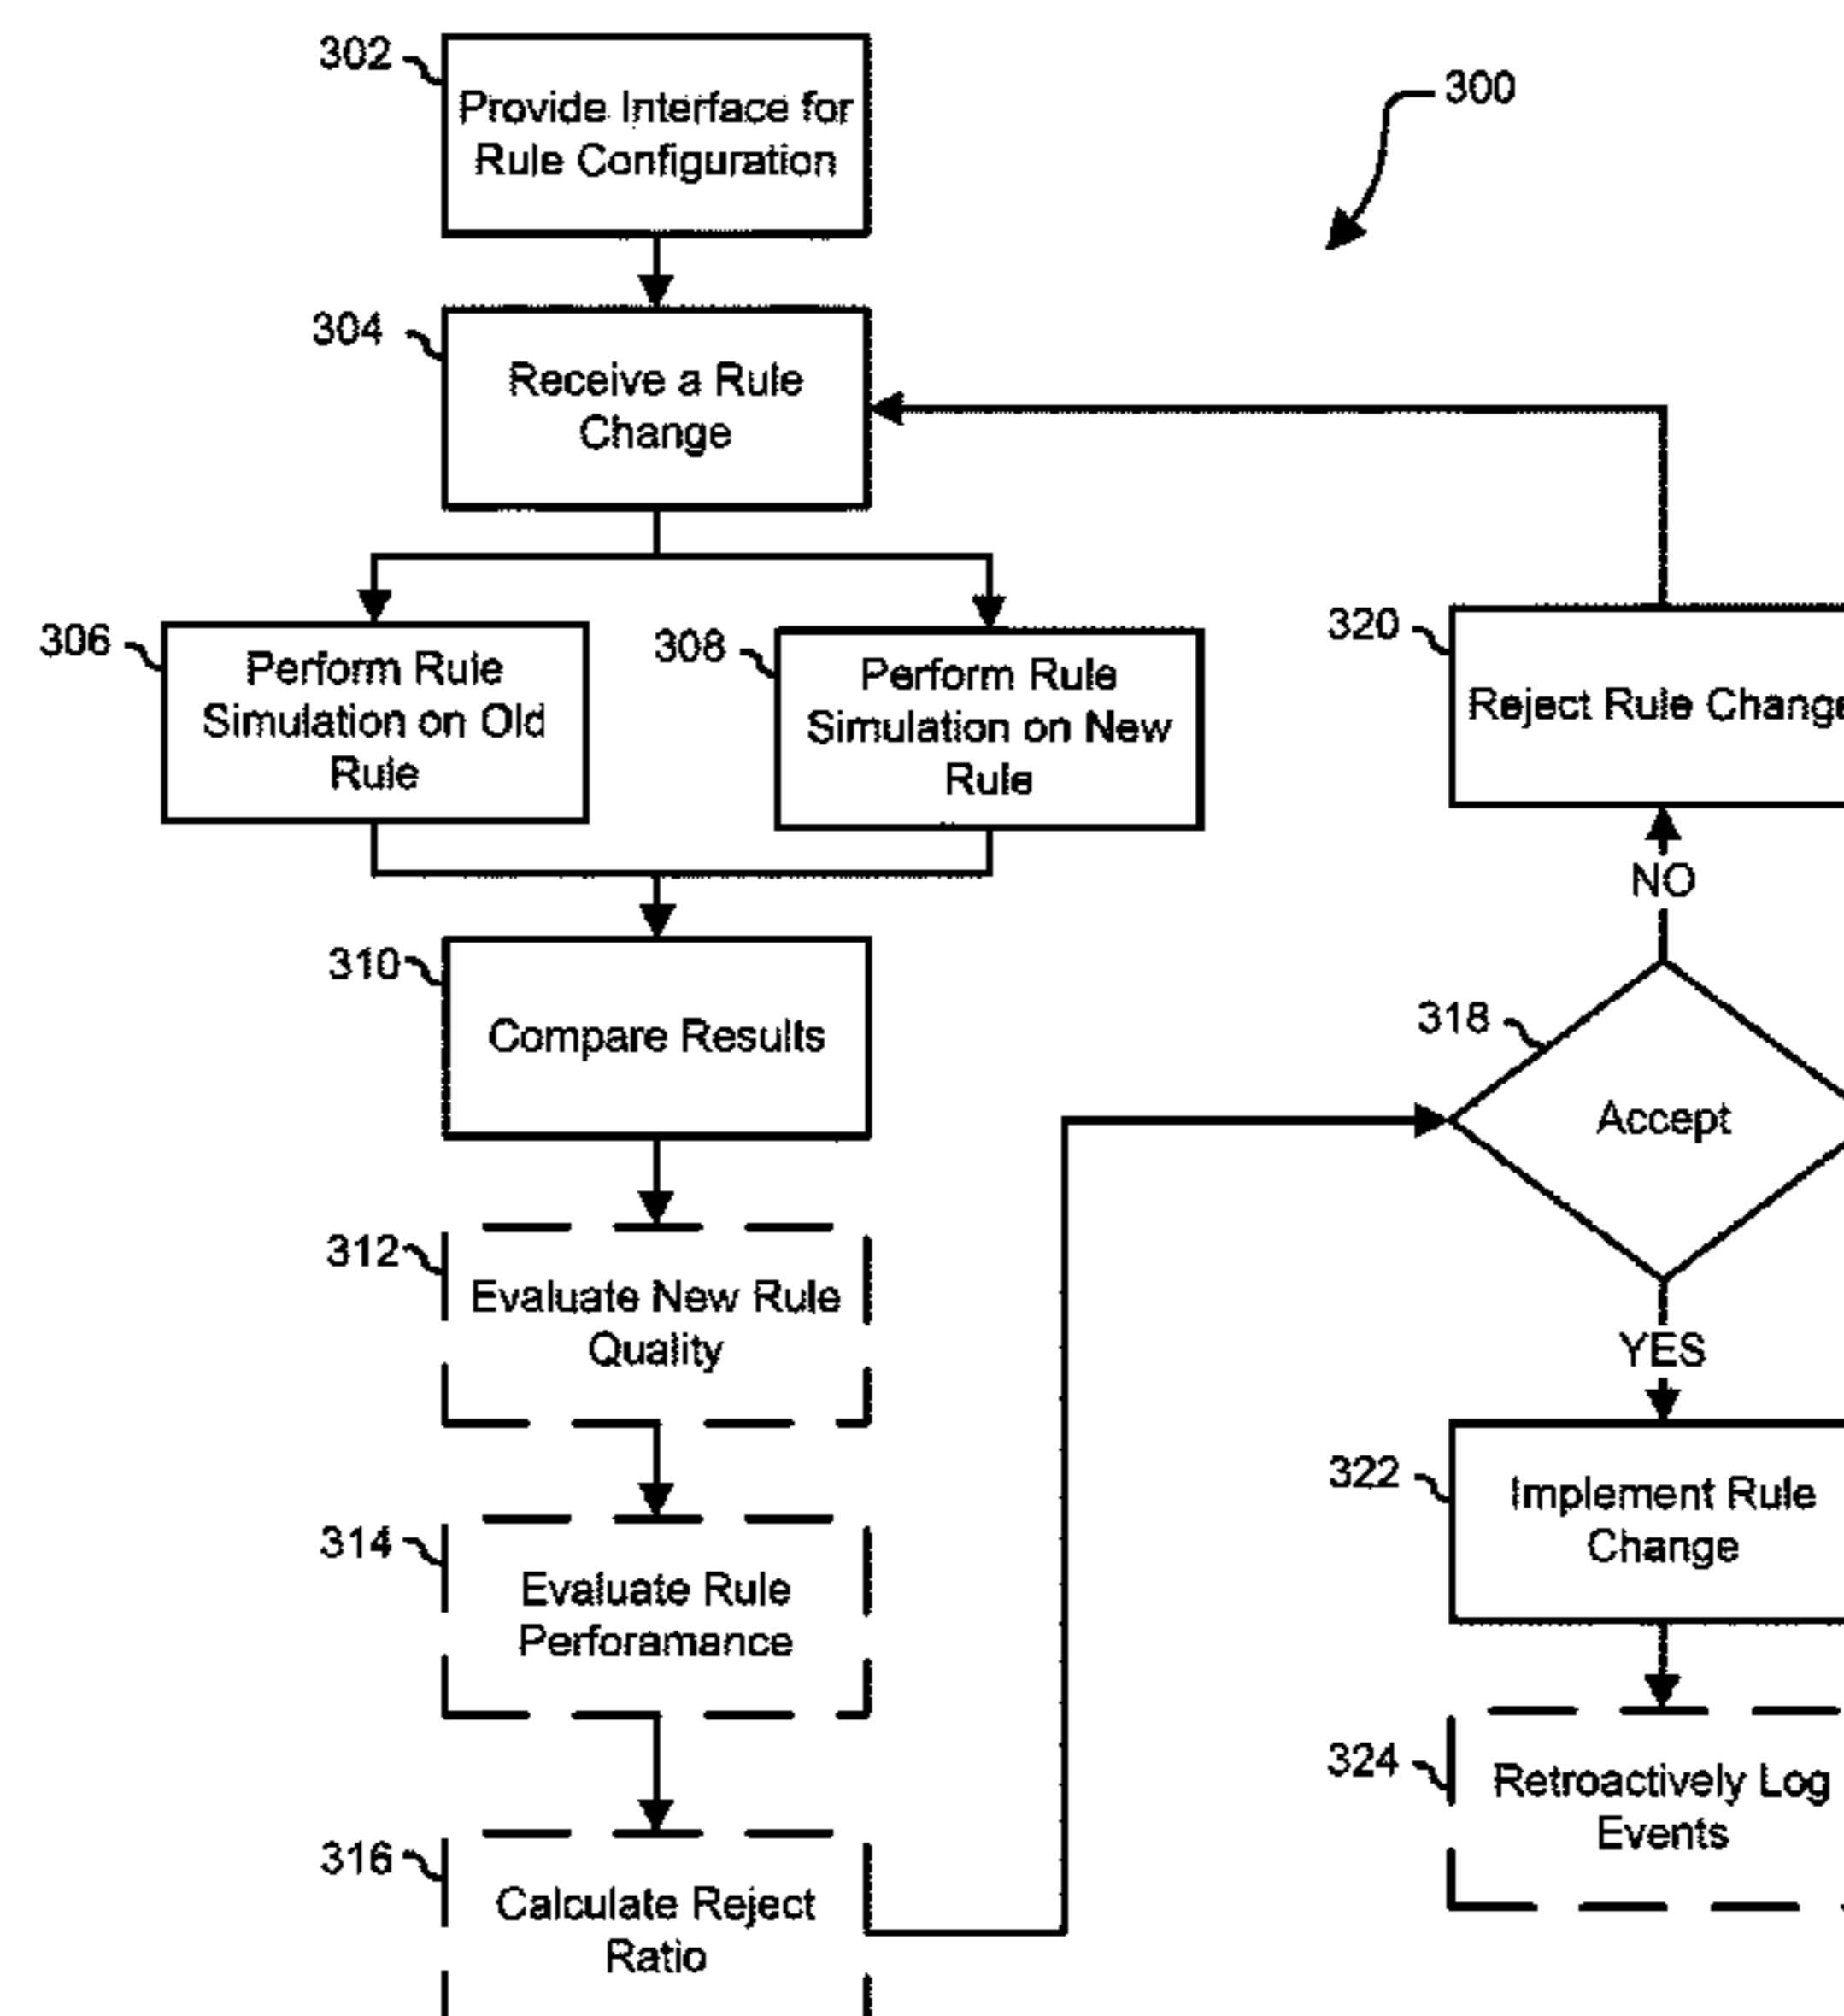 302
Provide Interface for
Rule Configuration
300
304
Receive a Rule
Change
306
Perform Rule
Simulation on Old
Rule
308
Perform Rule
Simulation on New
Rule
310
Compare Results
312
Evaluate New Rule
Quality
314
Evaluate Rule
Perforamance
316
Calculate Reject
Ratio
320
Reject Rule Change
NO
318
Accept
YES
322
Implement Rule
Change
324
Retroactively Log
Events